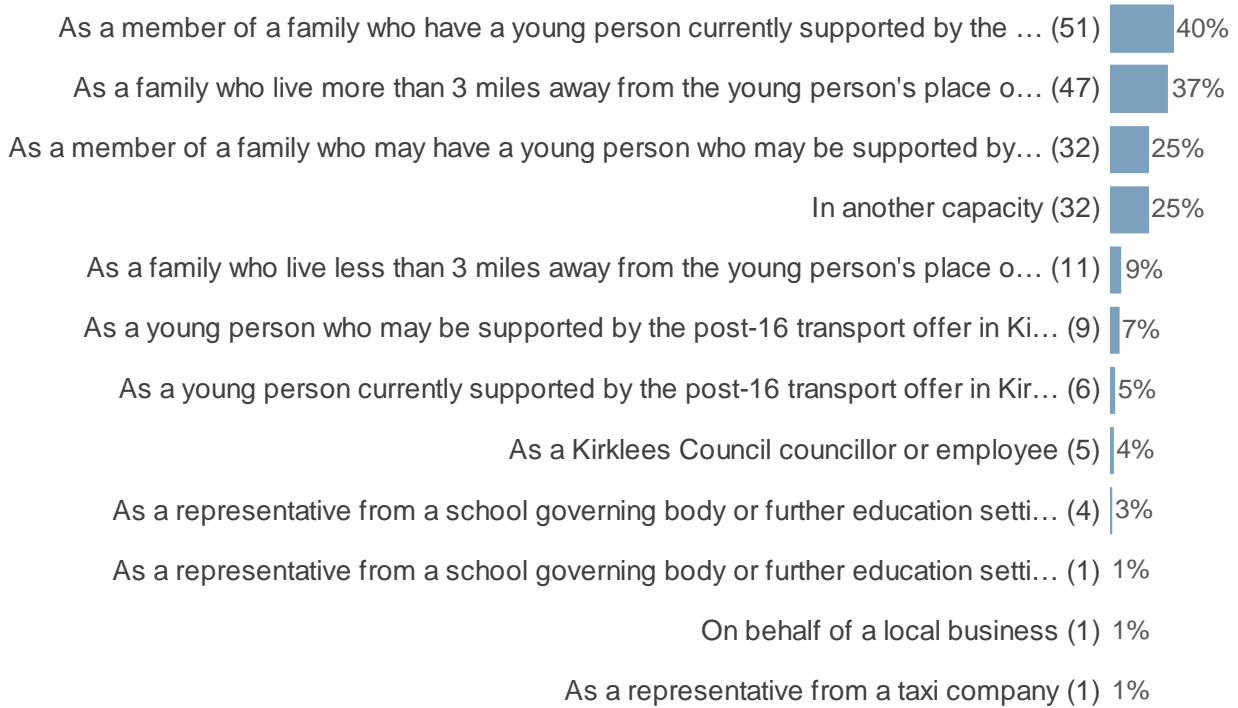 As a member of a family who have a young person currently supported by the … (51) 40%
As a family who live more than 3 miles away from the young person's place o… (47) 37%
As a member of a family who may have a young person who may be supported by… (32) 25%
In another capacity (32) 25%
As a family who live less than 3 miles away from the young person's place o… (11) 9%
As a young person who may be supported by the post-16 transport offer in Ki… (9) 7%
As a young person currently supported by the post-16 transport offer in Kir… (6) 5%
As a Kirklees Council councillor or employee (5) 4%
As a representative from a school governing body or further education setti… (4) 3%
As a representative from a school governing body or further education setti… (1) 1%
On behalf of a local business (1) 1%
As a representative from a taxi company (1) 1%